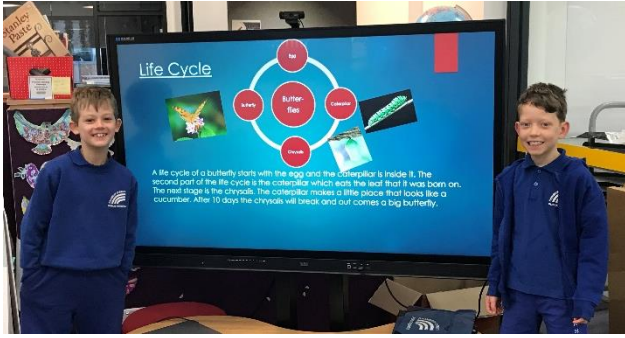 Stanley
Paste
Life Cycle
Egg
Butterfly
Butter-
flies
Caterpillar
Chrysalis
A life cycle of a butterfly starts with the egg and the caterpillar is inside it. The
second part of the life cycle is the caterpillar which eats the leaf that it was born on.
The next stage is the chrysalis. The caterpillar makes a little place that looks like a
cucumber. After 10 days the chrysalis will break and out comes a big butterfly.